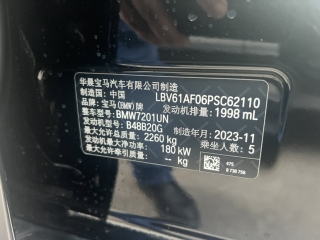 华晨宝马汽车有限公司制造
制造国：中国 LBV61AF06PSC62110
品牌：宝马(BMW)牌 发动机排量：1998 mL
整车型号：BMW7201UN
发动机型号：B48B20G 制造年月：2023-11
最大允许总质量：2260 kg
发动机最大净功率：180 kW 乘坐人数：5
最大允许牵引质量：-- kg